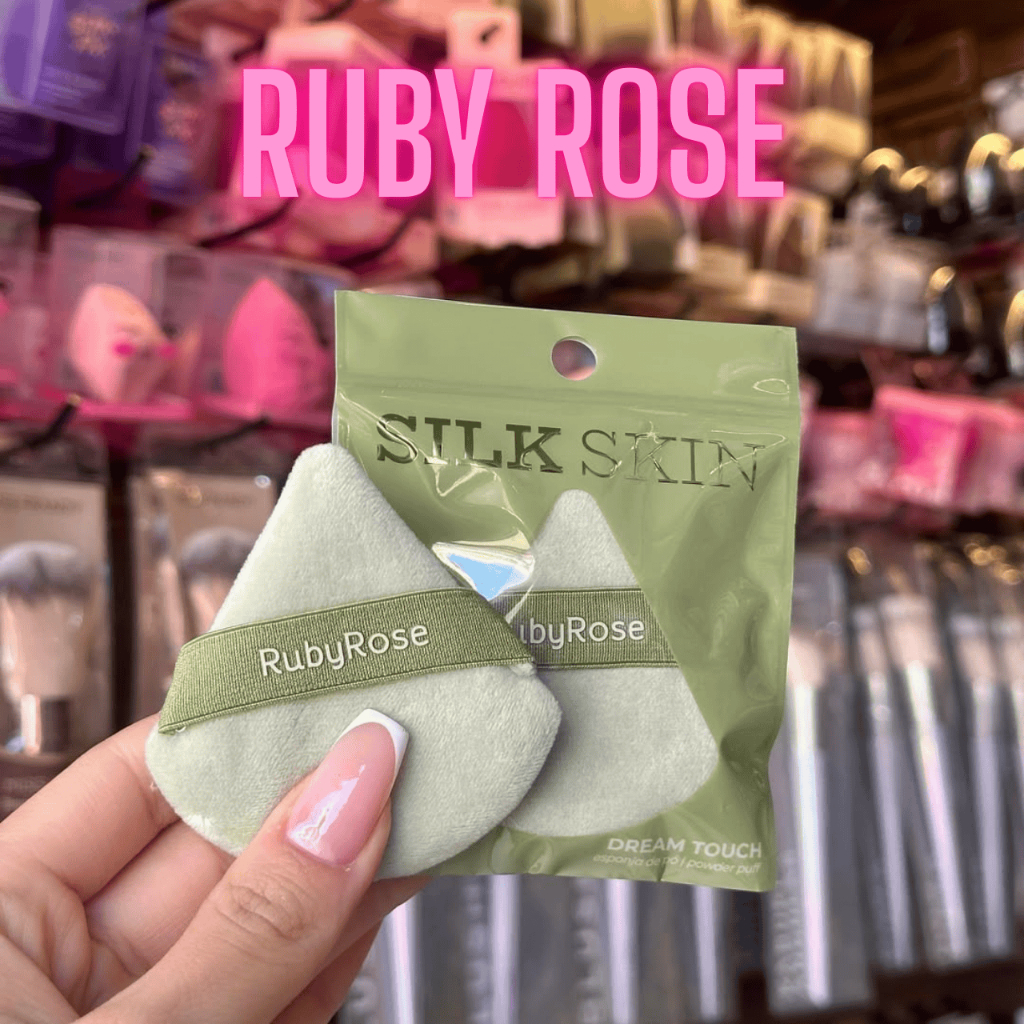 RUBY ROSE
SILK SKIN
RubyRose
ubyRose
DREAM TOUCH
esponja de pó | powder puff